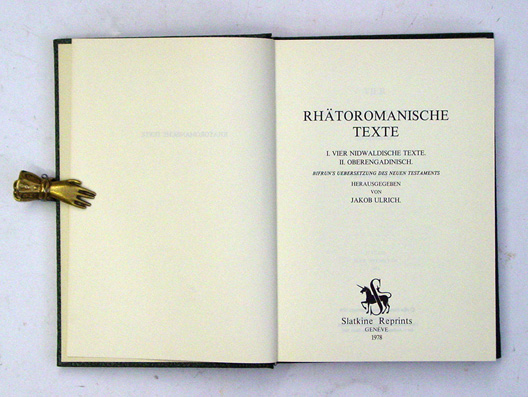 RHÄTOROMANISCHE
TEXTE
I. VIER NIDWALDISCHE TEXTE.
II. OBERENGADINISCH.
BIFRUN'S UEBERSETZUNG DES NEUEN TESTAMENTS
HERAUSGEGEBEN
VON
JAKOB ULRICH.
Slatkine Reprints
GENÈVE
1978